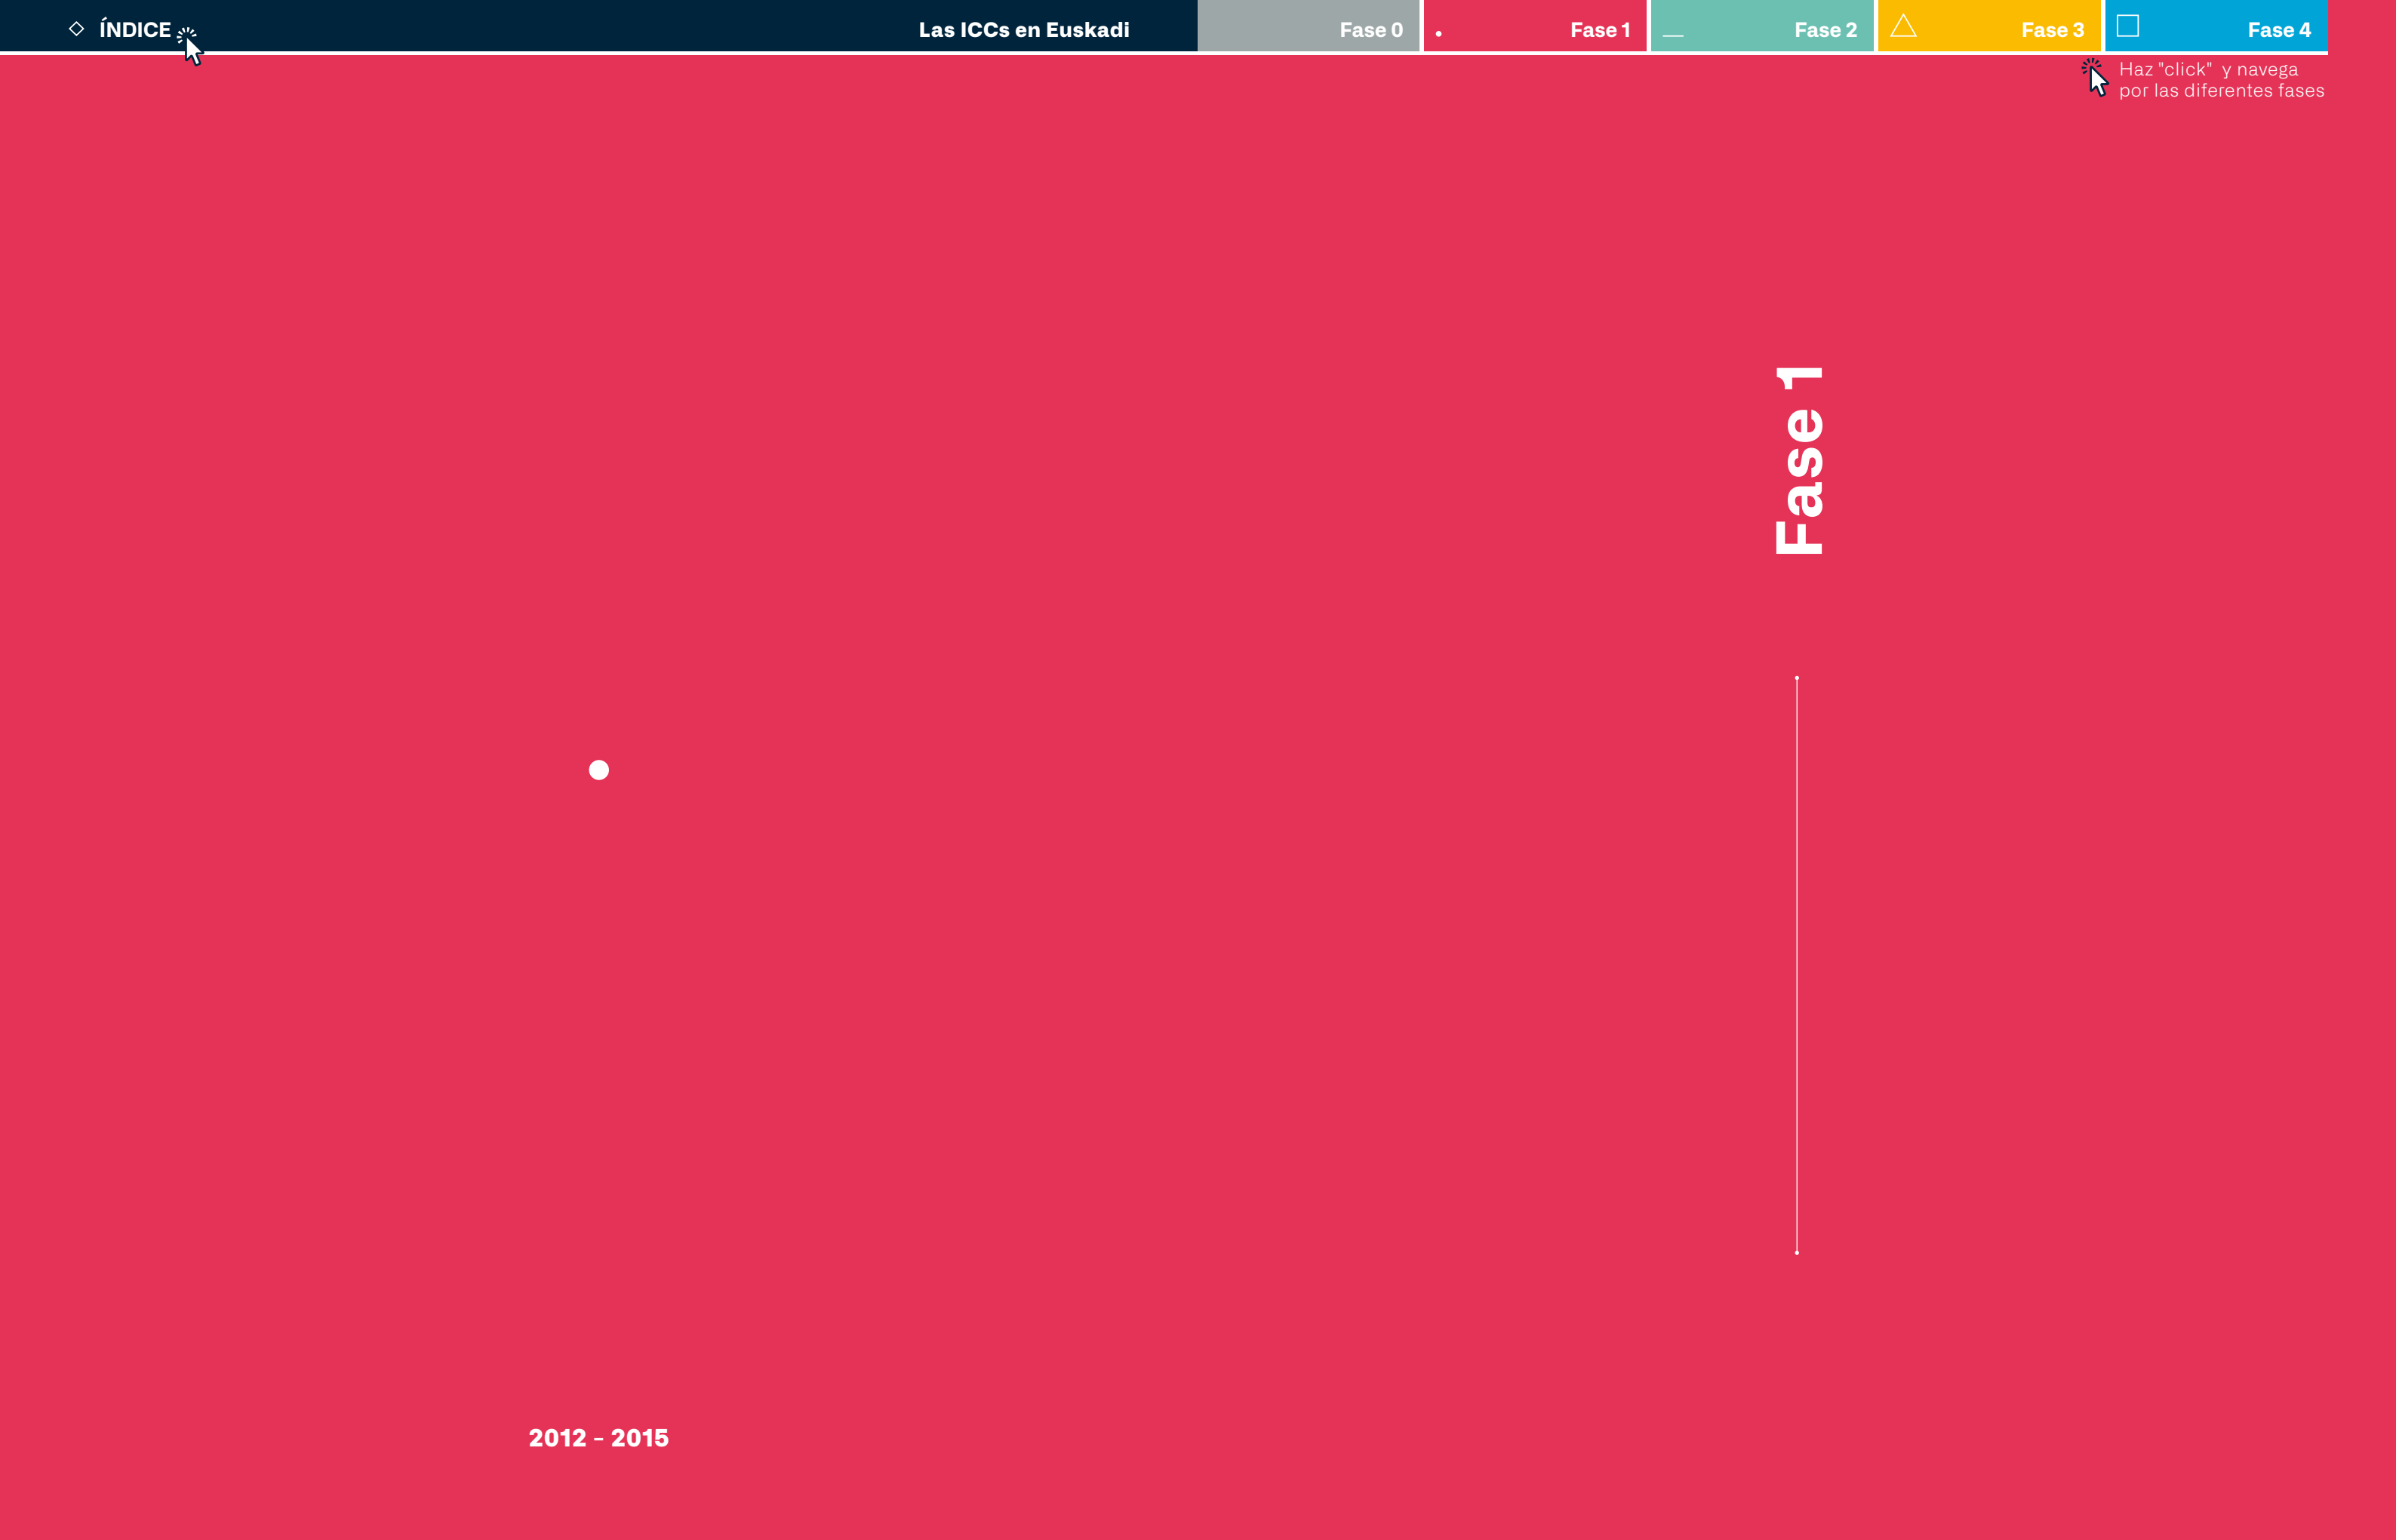 ÍNDICE
Las ICCs en Euskadi
Fase 0
Fase 1
Fase 2
Fase 3
Fase 4
Haz "click" y navega
por las diferentes fases
Fase 1
2012 - 2015